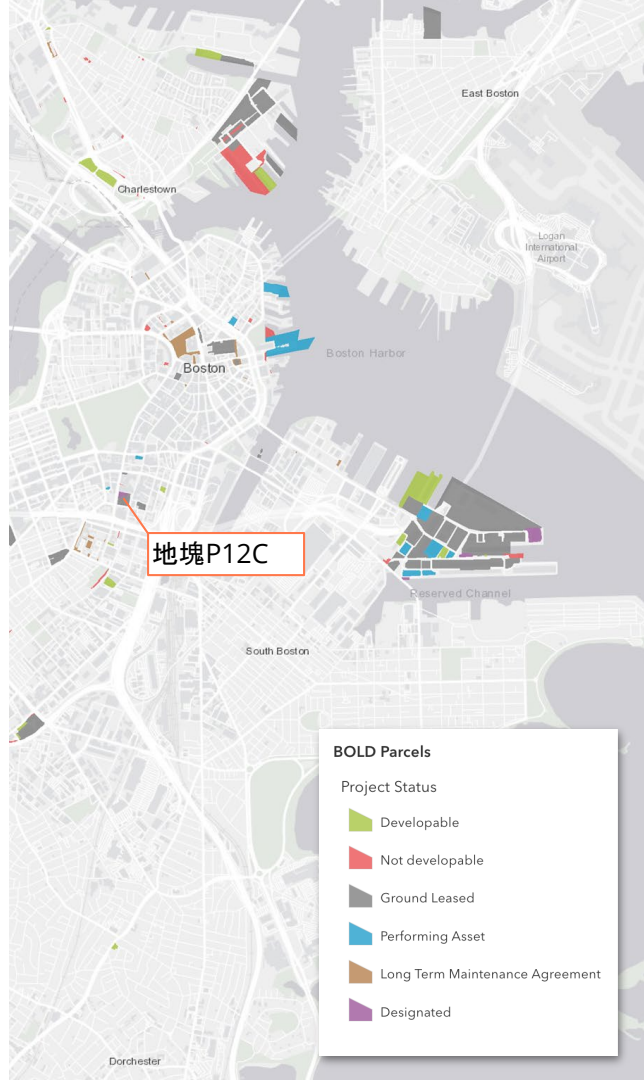 East Boston
Charlestown
Logan
International
Airport
Boston Harbor
Boston
地塊P12C
Reserved Channel
South Boston
BOLD Parcels
Project Status
Developable
Not developable
Ground Leased
Performing Asset
Long Term Maintenance Agreement
Designated
Dorchester